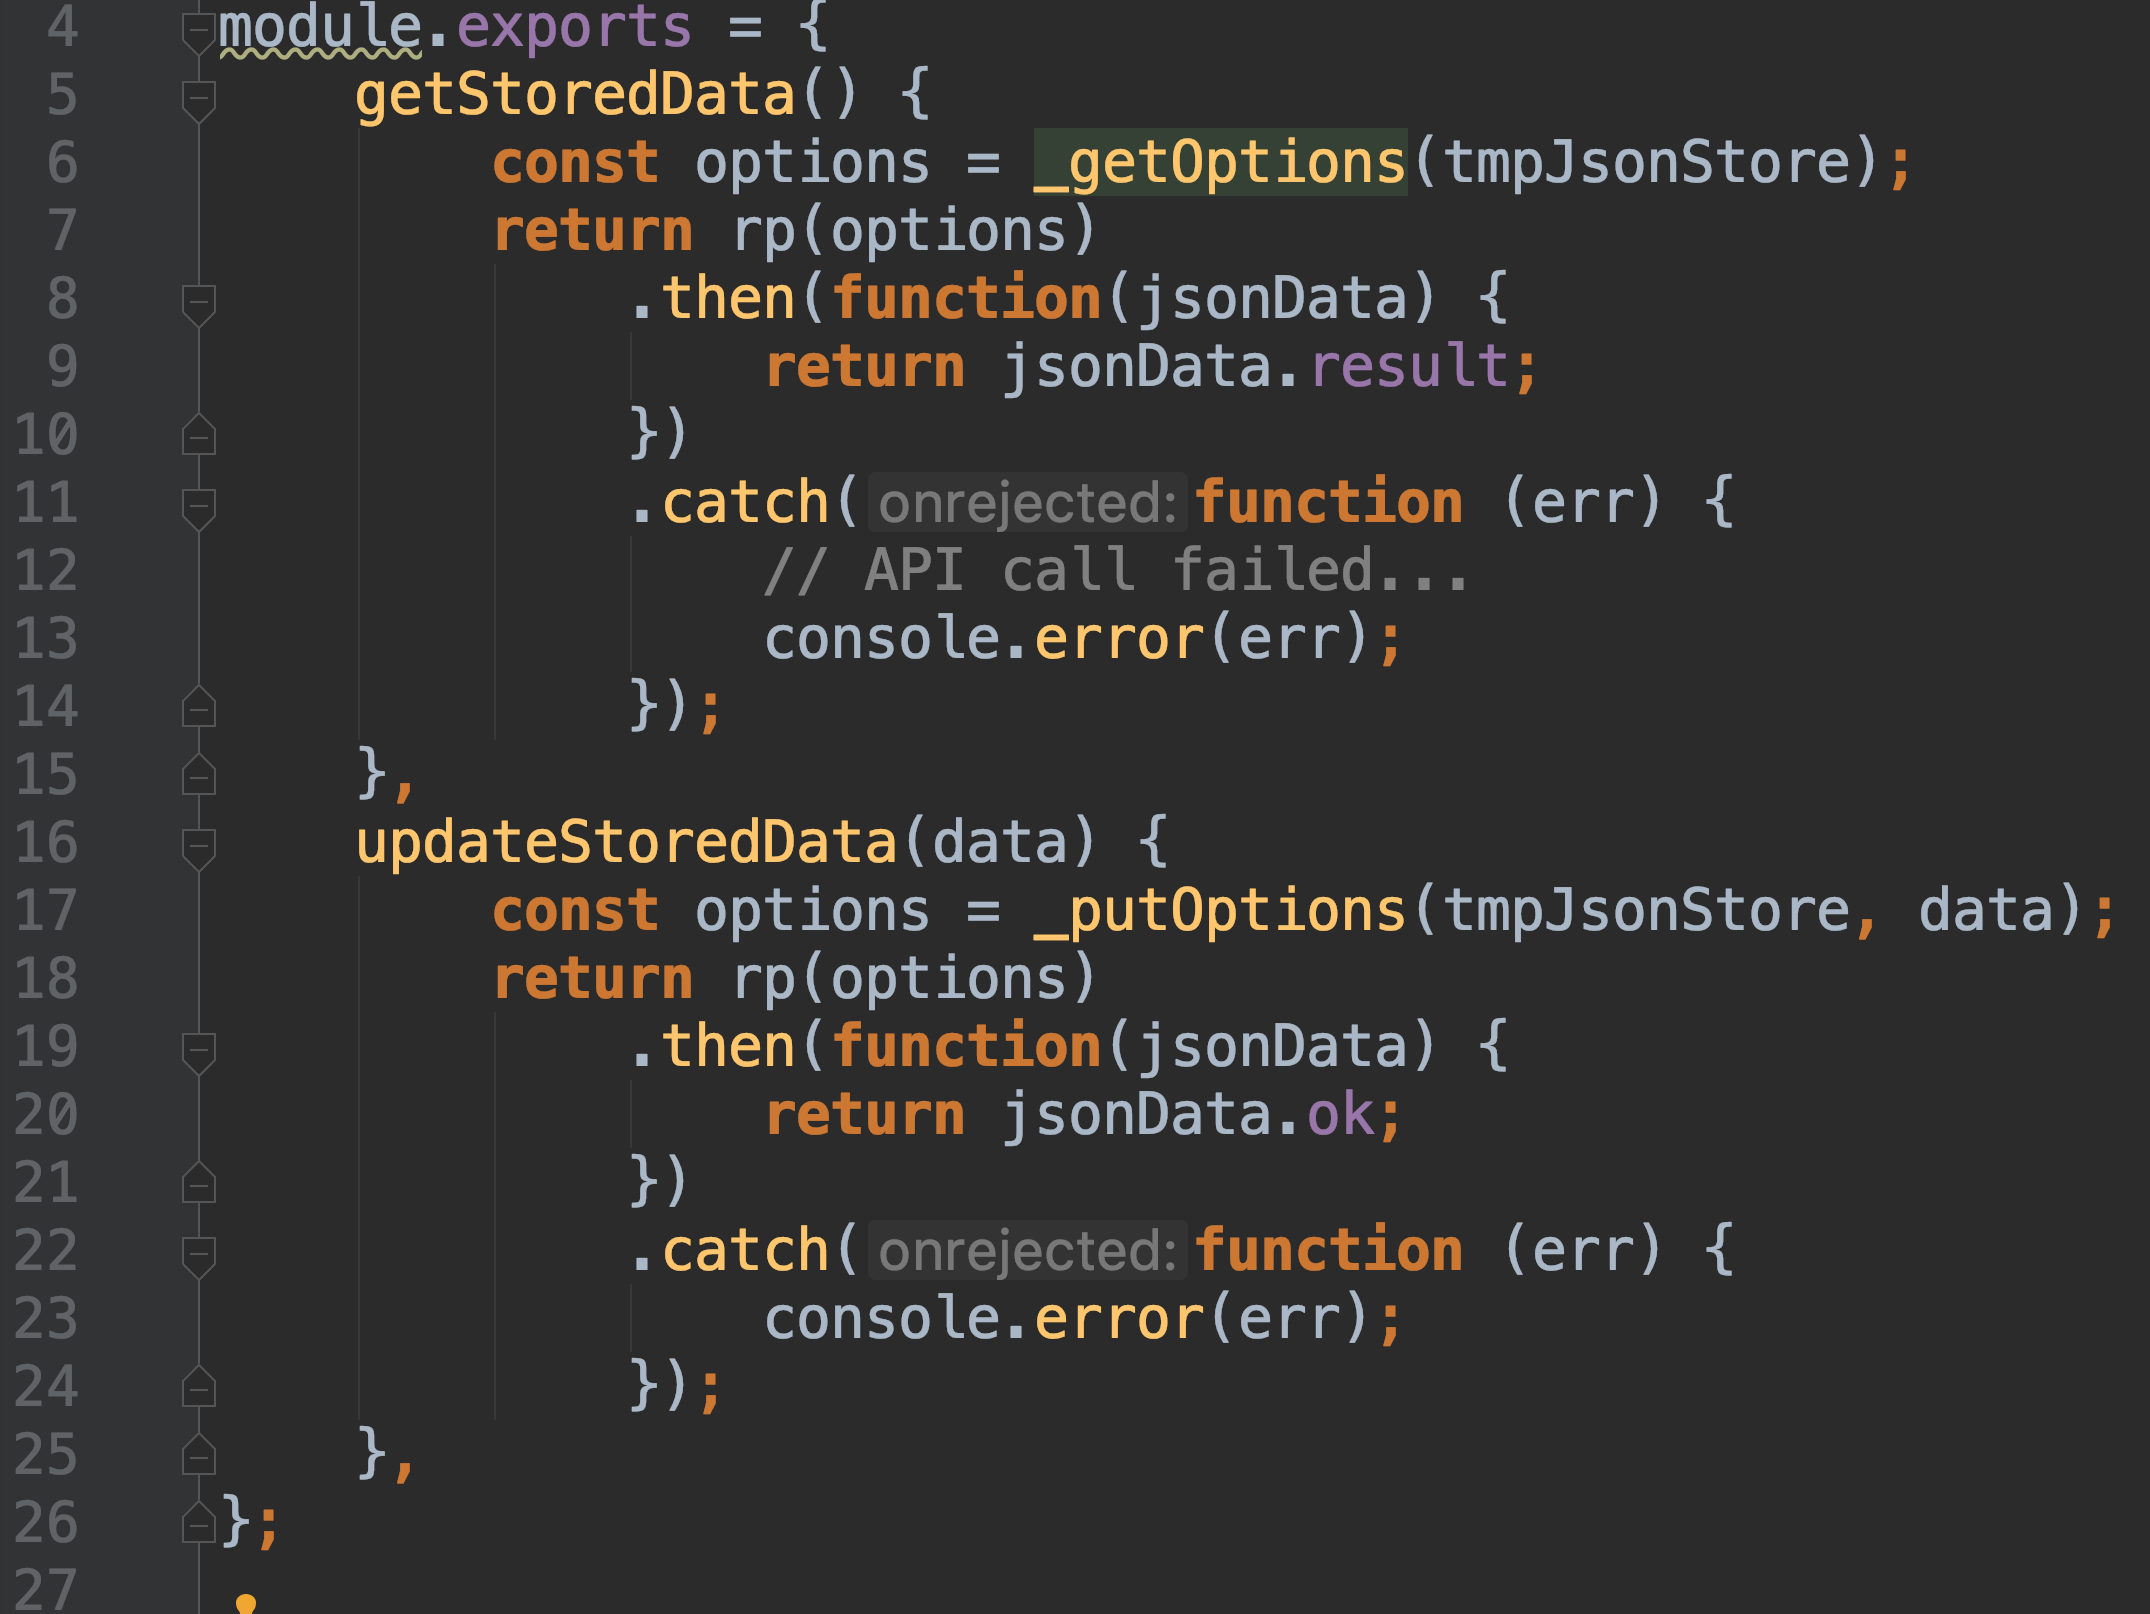 4 module.exports = {
5 getStoredData() {
6 const options = _getOptions(tmpJsonStore);
7 return rp(options)
8 .then(function(jsonData) {
9 return jsonData.result;
10 })
11 .catch( onrejected: function (err) {
12 // API call failed...
13 console.error(err);
14 });
15 },
16 updateStoredData(data) {
17 const options = _putOptions(tmpJsonStore, data);
18 return rp(options)
19 .then(function(jsonData) {
20 return jsonData.ok;
21 })
22 .catch( onrejected: function (err) {
23 console.error(err);
24 });
25 },
26 };
27